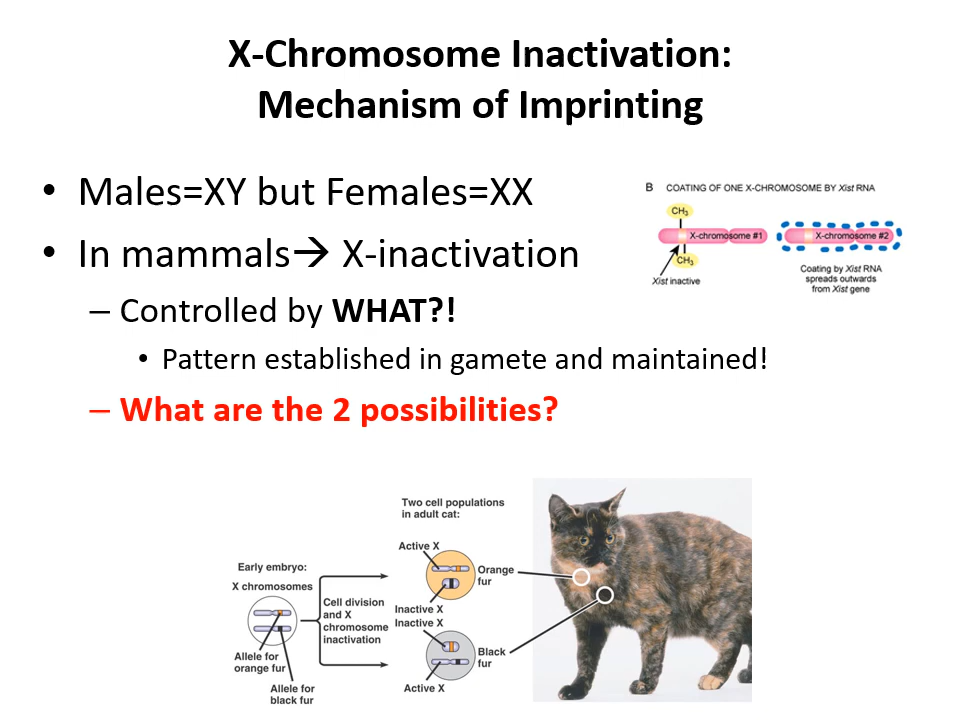 X-Chromosome Inactivation:
Mechanism of Imprinting
• Males=XY but Females=XX
• In mammals→ X-inactivation
– Controlled by WHAT?!
• Pattern established in gamete and maintained!
– What are the 2 possibilities?
B COATING OF ONE X-CHROMOSOME BY Xist RNA
CH₃
X-chromosome #1
CH₃
Xist inactive
X-chromosome #2
Coating by Xist RNA
spreads outwards
from Xist gene
Early embryo:
X chromosomes
Allele for
orange fur
Allele for
black fur
Cell division
and X
chromosome
inactivation
Two cell populations
in adult cat:
Active X
Inactive X
Inactive X
Active X
Orange
fur
Black
fur